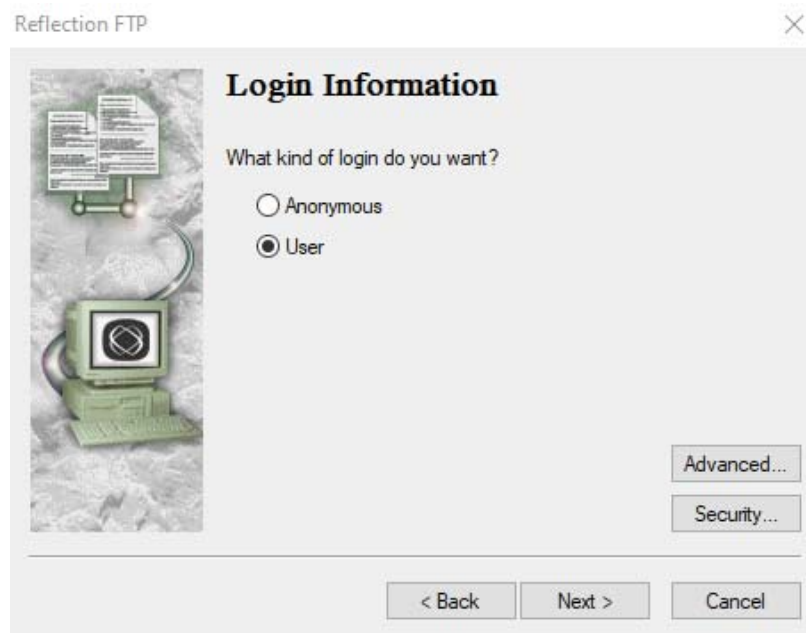 Reflection FTP
Login Information
What kind of login do you want?
Anonymous
User
Advanced...
Security...
< Back
Next >
Cancel